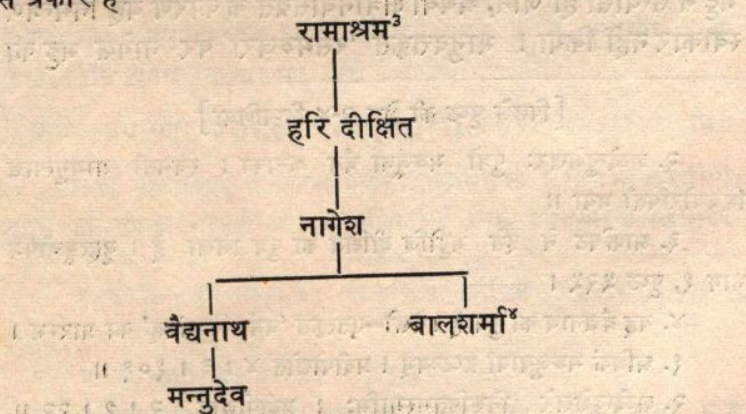 रामाश्रम³
हरि दीक्षित
नागेश
वैद्यनाथ बालशर्मा⁴
मन्नुदेव